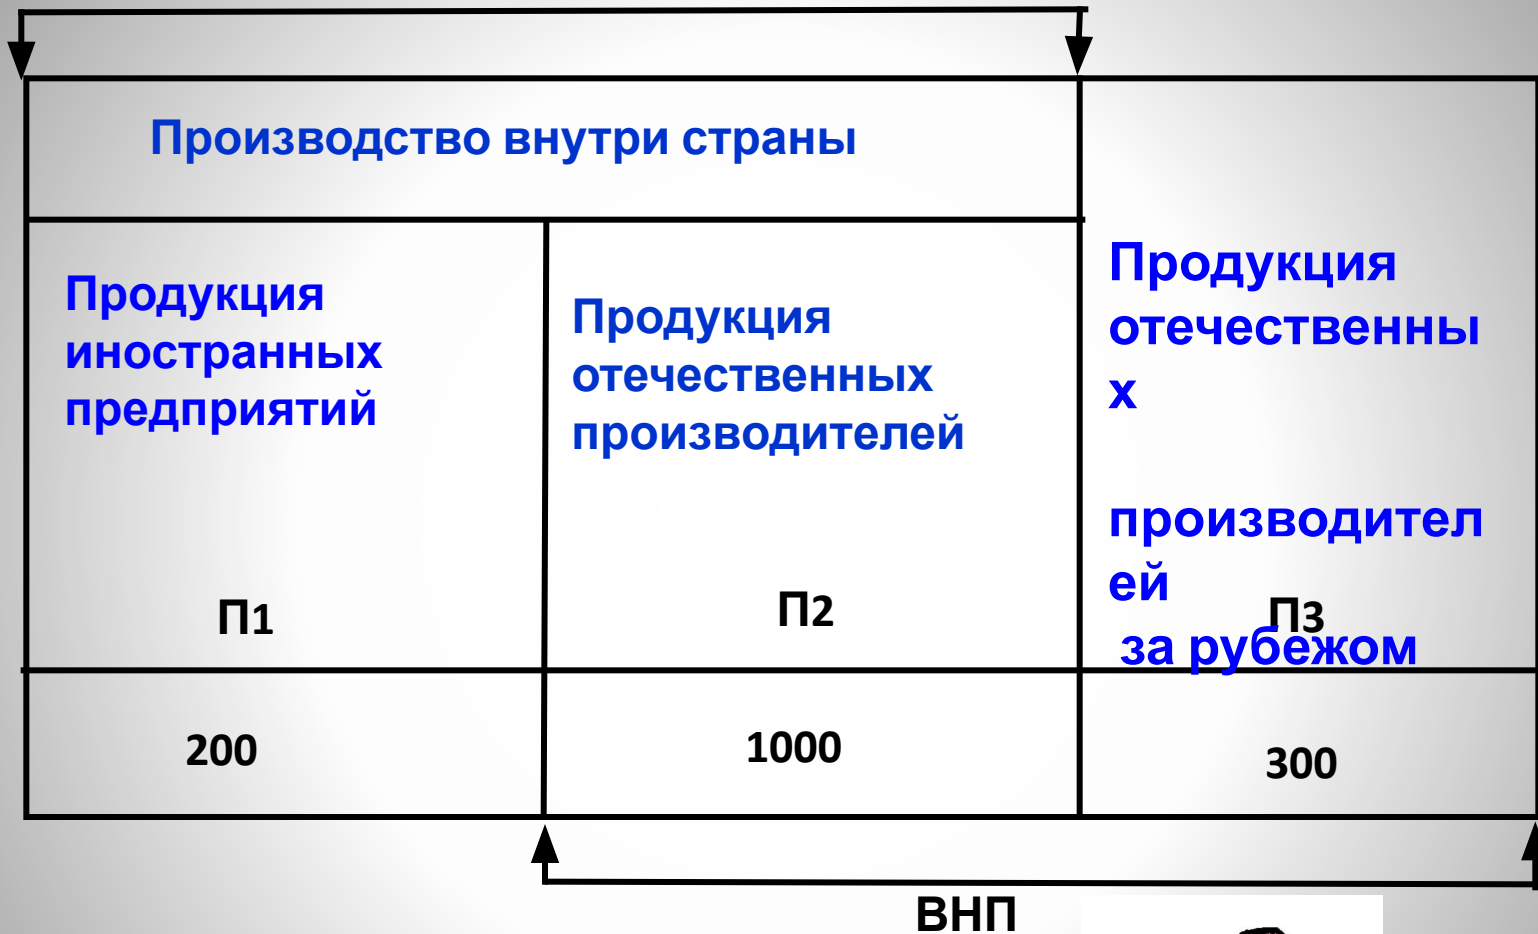 Производство внутри страны
Продукция
иностранных
предприятий
П1
Продукция
отечественных
производителей
П2
Продукция
отечественны
х
производител
ей
за рубежом
П3
200
1000
300
ВНП